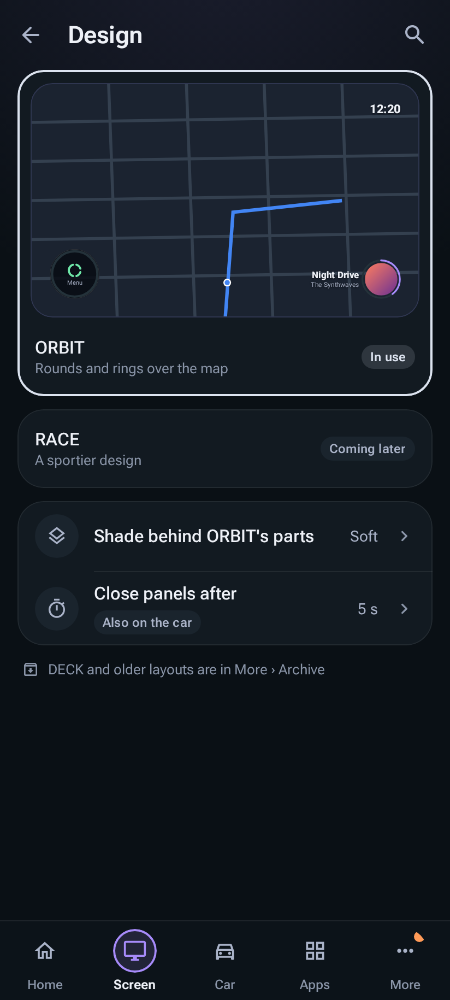 Design
12:20
Menu
Night Drive
The Synthwaves
ORBIT
Rounds and rings over the map
In use
RACE
A sportier design
Coming later
Shade behind ORBIT's parts
Soft
Close panels after
Also on the car
5 s
DECK and older layouts are in More › Archive
Home
Screen
Car
Apps
More